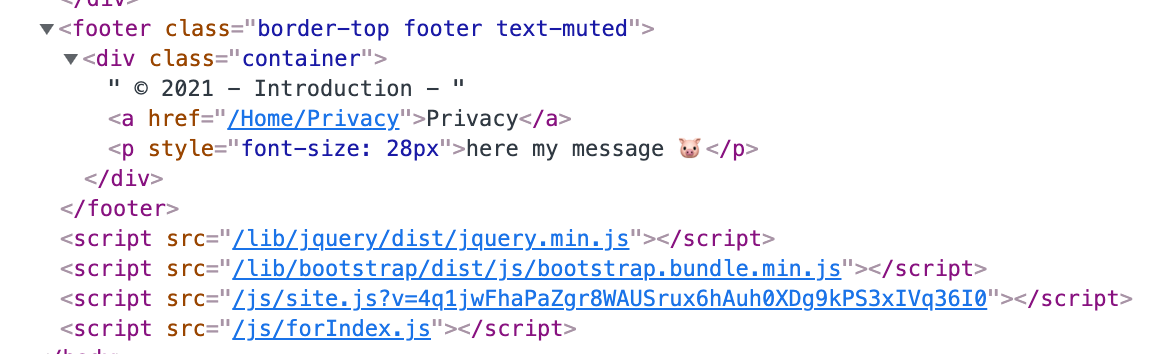 </div>
▼<footer class="border-top footer text-muted">
▼<div class="container">
" © 2021 - Introduction - "
<a href="/Home/Privacy">Privacy</a>
<p style="font-size: 28px">here my message 🐷</p>
</div>
</footer>
<script src="/lib/jquery/dist/jquery.min.js"></script>
<script src="/lib/bootstrap/dist/js/bootstrap.bundle.min.js"></script>
<script src="/js/site.js?v=4q1jwFhaPaZgr8WAUSrux6hAuh0XDg9kPS3xIVq36I0"></script>
<script src="/js/forIndex.js"></script>
</body>